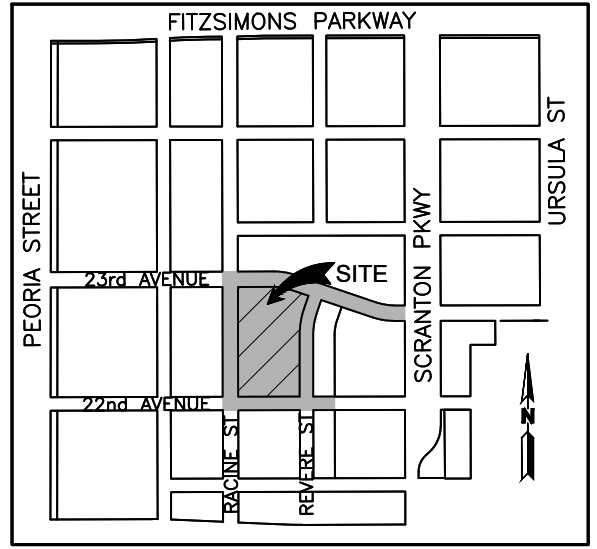 FITZSIMONS PARKWAY
URSULA ST
PEORIA STREET
SCRANTON PKWY
SITE
23rd AVENUE
22nd AVENUE
RACINE ST
REVERE ST
N